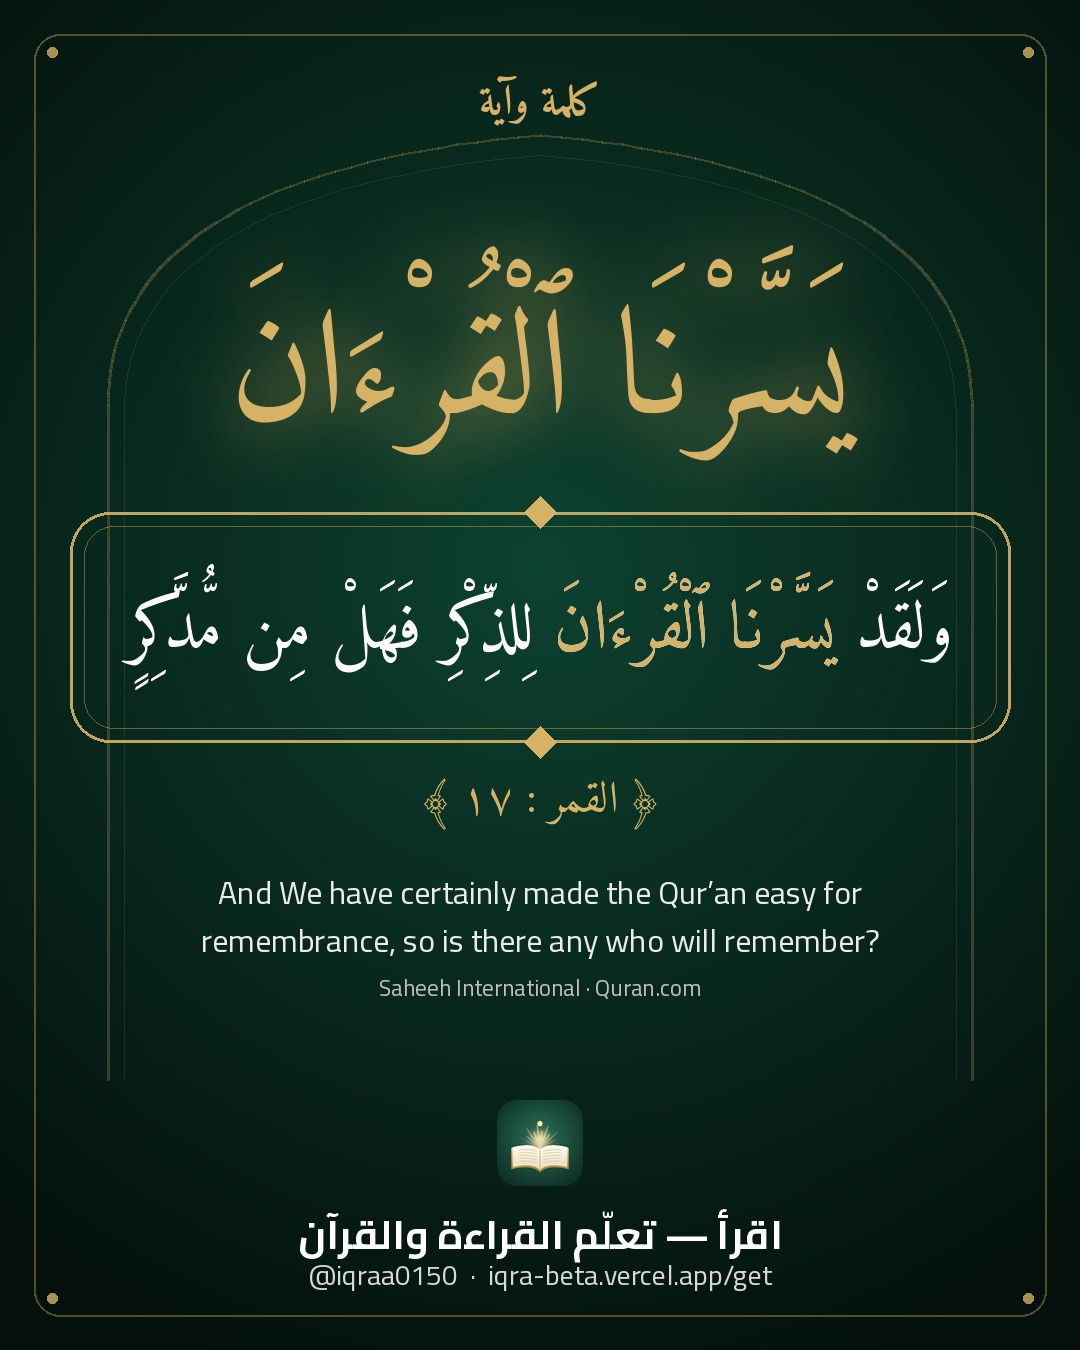 كلمة وآية
يَسَّرْنَا ٱلْقُرْءَانَ
وَلَقَدْ يَسَّرْنَا ٱلْقُرْءَانَ لِلذِّكْرِ فَهَلْ مِن مُّدَّكِرٍ
﴿ القمر : ١٧ ﴾
And We have certainly made the Qur’an easy for
remembrance, so is there any who will remember?
Saheeh International · Quran.com
اقرأ — تعلّم القراءة والقرآن
@iqraa0150 · iqra-beta.vercel.app/get